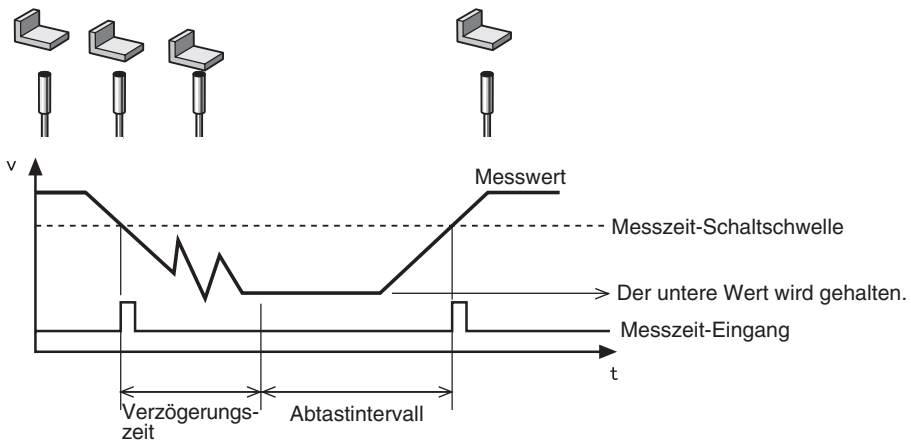 v
Messwert
Messzeit-Schaltschwelle
Der untere Wert wird gehalten.
Messzeit-Eingang
t
Verzögerungs-
zeit
Abtastintervall